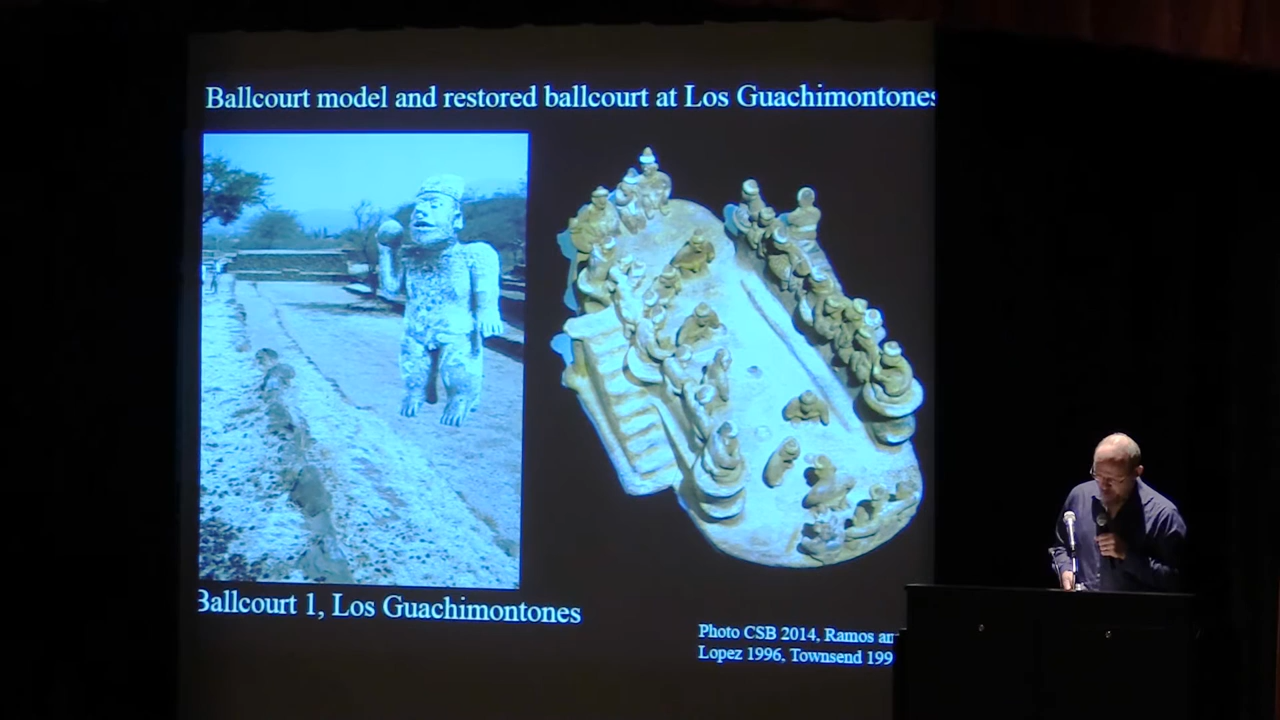 Ballcourt model and restored ballcourt at Los Guachimontones
Ballcourt 1, Los Guachimontones
Photo CSB 2014, Ramos an
Lopez 1996, Townsend 199